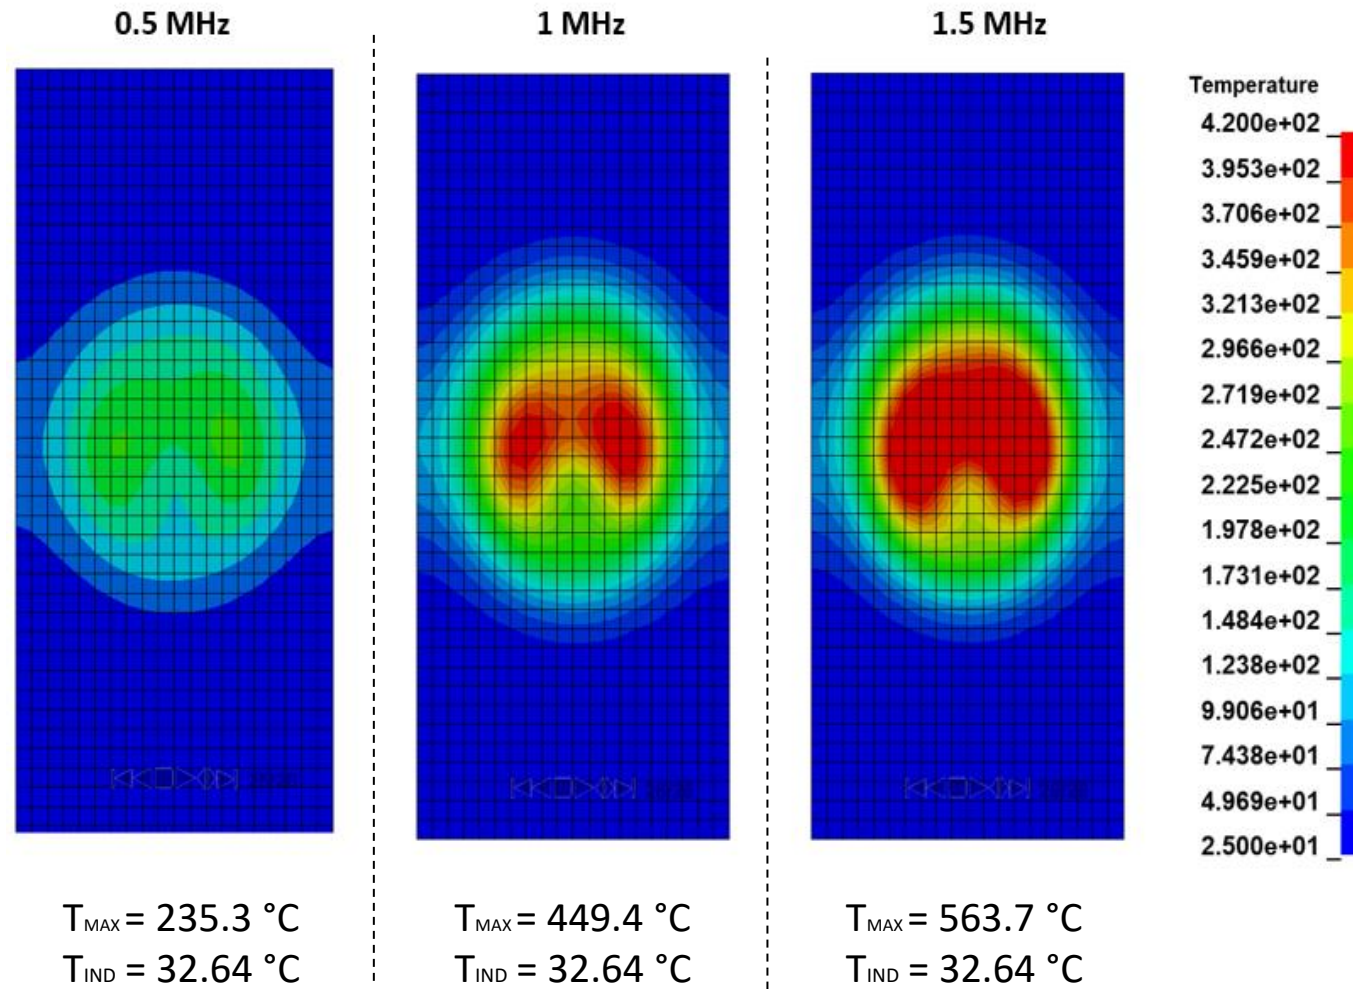 0.5 MHz
1 MHz
1.5 MHz
Temperature
4.200e+02
3.953e+02
3.706e+02
3.459e+02
3.213e+02
2.966e+02
2.719e+02
2.472e+02
2.225e+02
1.978e+02
1.731e+02
1.484e+02
1.238e+02
9.906e+01
7.438e+01
4.969e+01
2.500e+01
TMAX = 235.3 °C
TIND = 32.64 °C
TMAX = 449.4 °C
TIND = 32.64 °C
TMAX = 563.7 °C
TIND = 32.64 °C